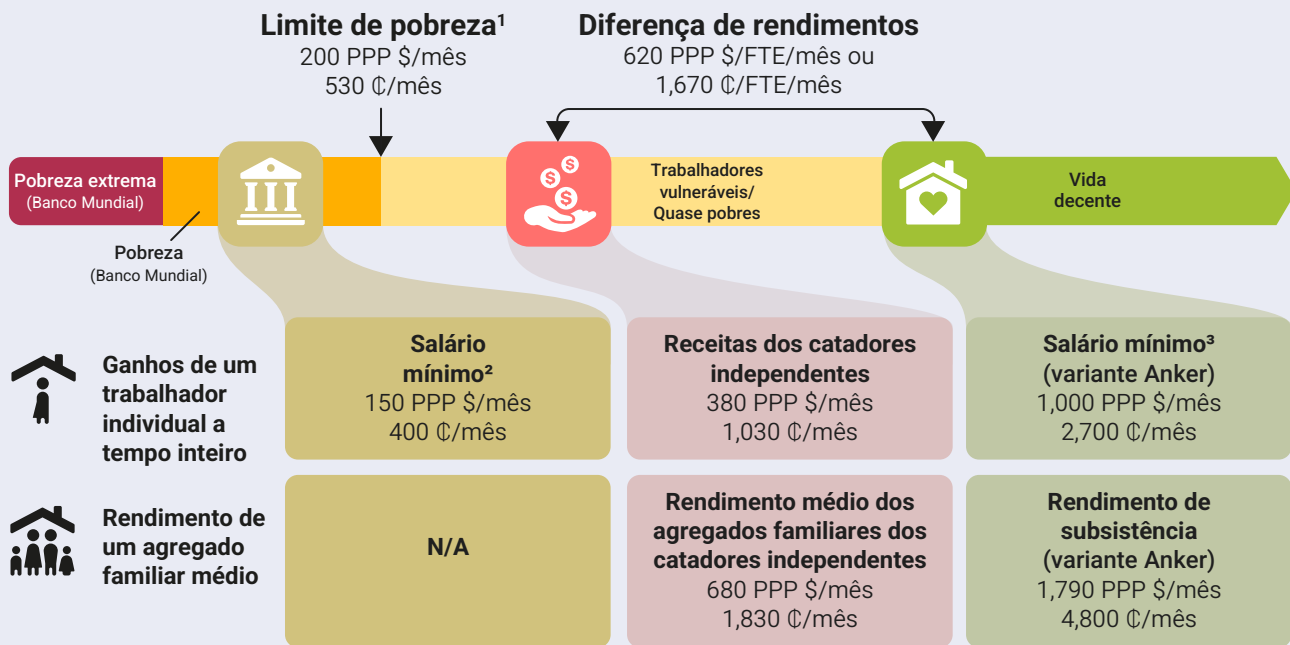 Limite de pobreza¹
200 PPP $/mês
530 ₵/mês
Diferença de rendimentos
620 PPP $/FTE/mês ou
1,670 ₵/FTE/mês
Pobreza extrema
(Banco Mundial)
Pobreza
(Banco Mundial)
Trabalhadores
vulneráveis/
Quase pobres
Vida
decente
Ganhos de um
trabalhador
individual a
tempo inteiro
Salário
mínimo²
150 PPP $/mês
400 ₵/mês
Receitas dos catadores
independentes
380 PPP $/mês
1,030 ₵/mês
Salário mínimo³
(variante Anker)
1,000 PPP $/mês
2,700 ₵/mês
Rendimento de
um agregado
familiar médio
N/A
Rendimento médio dos
agregados familiares dos
catadores independentes
680 PPP $/mês
1,830 ₵/mês
Rendimento de
subsistência
(variante Anker)
1,790 PPP $/mês
4,800 ₵/mês